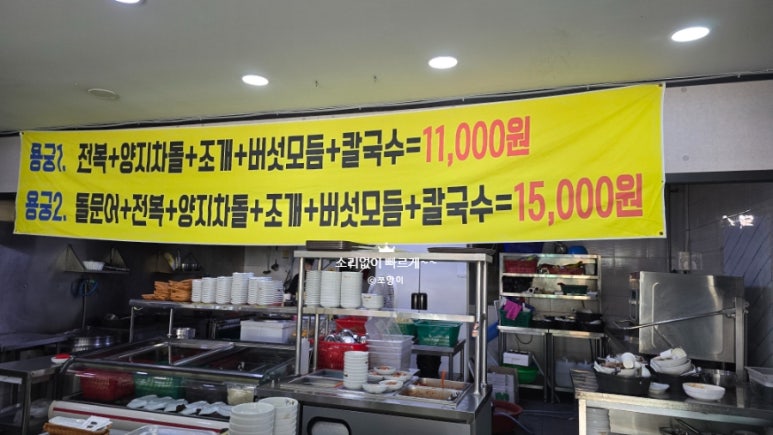 용궁1. 전복+양지차돌+조개+버섯모듬+칼국수=11,000원
용궁2. 돌문어+전복+양지차돌+조개+버섯모듬+칼국수=15,000원
소리없이 빠르게~~
@쪼앙이